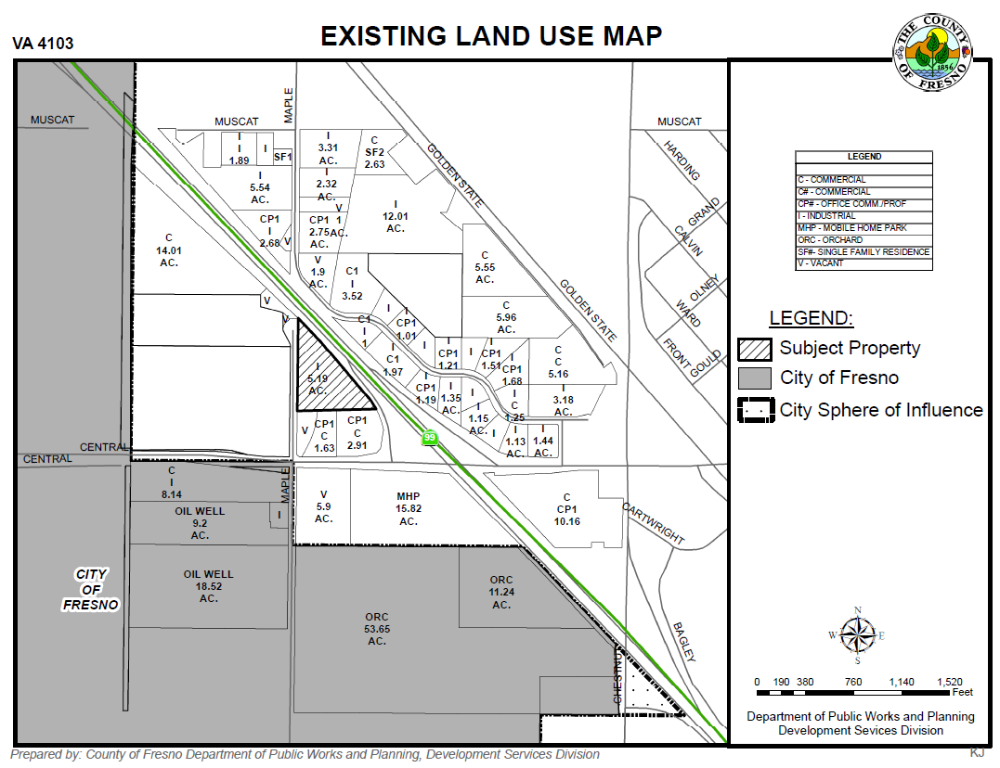 VA 4103
EXISTING LAND USE MAP
THE COUNTY
OF FRESNO
1856
MUSCAT
MUSCAT
MUSCAT
MAPLE
GOLDEN STATE
GOLDEN STATE
HARDING
GRAND
CALVIN
OLNEY
WARD
FRONT
GOULD
I
I
1.89
I
SF1
I
3.31
AC.
C
SF2
2.63
I
5.54
AC.
I
2.32
AC.
I
12.01
AC.
CP1
I
2.68
V
CP1
2.75
AC.
V
1
AC.
C
14.01
AC.
V
1.9
AC.
C1
I
3.52
C
5.55
AC.
C
5.96
AC.
V
V
I
I
CP1
1.01
C1
I
1
I
C1
1.97
I
I
CP1
1.21
I
I
CP1
1.51
I
CP1
1.68
C
C
5.16
I
5.19
AC.
I
CP1
1.19
I
1.35
AC.
I
I
1.15
AC.
I
C
1.25
I
3.18
AC.
I
I
1.13
AC.
I
1.44
AC.
V
CP1
C
1.63
CP1
C
2.91
99
CENTRAL
CENTRAL
MAPLE
C
I
8.14
OIL WELL
9.2
AC.
I
V
5.9
AC.
MHP
15.82
AC.
C
CP1
10.16
CARTWRIGHT
OIL WELL
18.52
AC.
CITY
OF
FRESNO
ORC
11.24
AC.
ORC
53.65
AC.
CHESTNUT
BAGLEY
LEGEND
C - COMMERCIAL
C# - COMMERCIAL
CP# - OFFICE COMM./PROF
I - INDUSTRIAL
MHP - MOBILE HOME PARK
ORC - ORCHARD
SF#- SINGLE FAMILY RESIDENCE
V - VACANT
LEGEND:
Subject Property
City of Fresno
City Sphere of Influence
N
W E
S
0 190 380 760 1,140 1,520
Feet
Department of Public Works and Planning
Development Sevices Division
Prepared by: County of Fresno Department of Public Works and Planning, Development Services Division
KJ